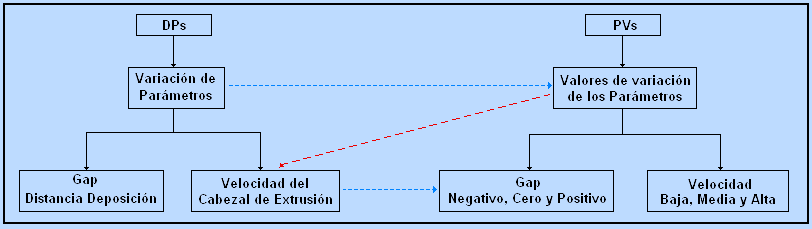 DPs
PVs
Variación de
Parámetros
Valores de variación
de los Parámetros
Gap
Distancia Deposición
Velocidad del
Cabezal de Extrusión
Gap
Negativo, Cero y Positivo
Velocidad
Baja, Media y Alta